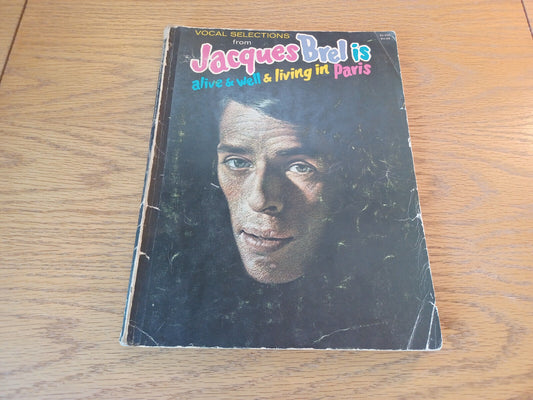 VOCAL SELECTIONS
from
Jacques Brel is
alive & well & living in Paris